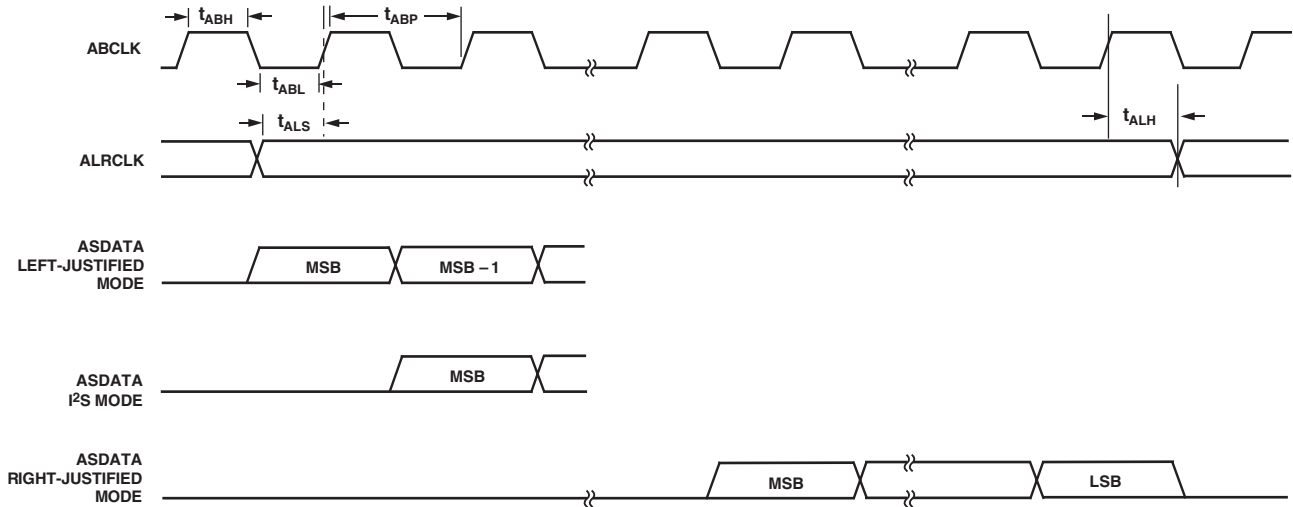 tABH
tABP
ABCLK
tABL
tALS
tALH
ALRCLK
ASDATA
LEFT-JUSTIFIED
MODE
MSB
MSB – 1
ASDATA
I²S MODE
MSB
ASDATA
RIGHT-JUSTIFIED
MODE
MSB
LSB